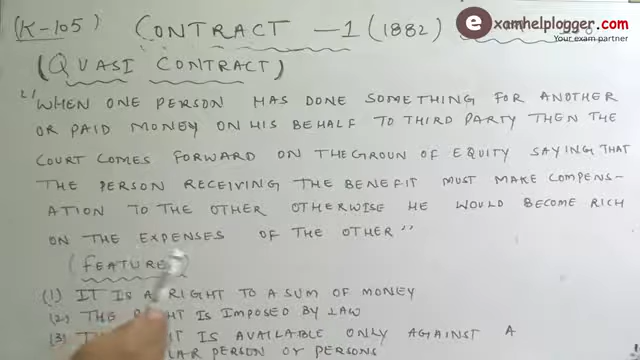 (K-105) CONTRACT -1 (1882)
examhelplogger.com
Your exam partner
(QUASI CONTRACT)
"WHEN ONE PERSON HAS DONE SOMETHING FOR ANOTHER
OR PAID MONEY ON HIS BEHALF TO THIRD PARTY THEN THE
COURT COMES FORWARD ON THE GROUN OF EQUITY SAYING THAT
THE PERSON RECEIVING THE BENEFIT MUST MAKE COMPENS-
ATION TO THE OTHER OTHERWISE HE WOULD BECOME RICH
ON THE EXPENSES OF THE OTHER"
(FEATURE
(1) IT IS A RIGHT TO A SUM OF MONEY
(2) THE RIGHT IS IMPOSED BY LAW
(3) IT IS AVAILABLE ONLY AGAINST A
PERSON OR PERSONS